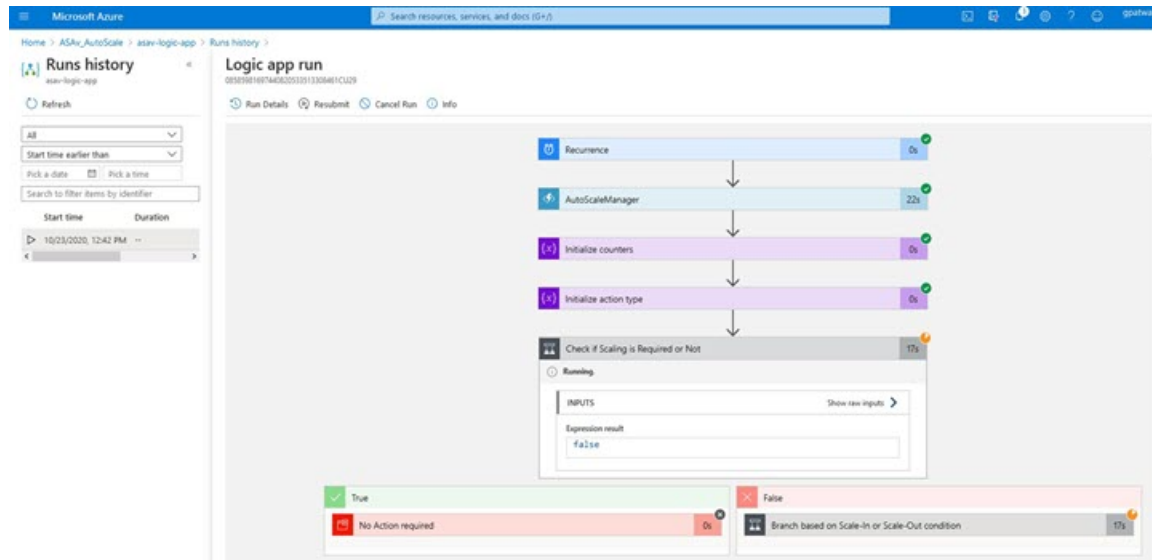 Microsoft Azure
Search resources, services, and docs (G+/)
gpatwa
Home > ASAv_AutoScale > asav-logic-app > Runs history >
Runs history
asav-logic-app
«
Refresh
All
Start time earlier than
Pick a date
Pick a time
Search to filter items by identifier
Start time Duration
10/23/2020, 12:42 PM --
Logic app run
Run Details Resubmit Cancel Run Info
Recurrence 0s
AutoScaleManager 22s
{x} Initialize counters 0s
{x} Initialize action type 0s
Check if Scaling is Required or Not 17s
Running.
INPUTS Show raw inputs >
Expression result
false
True
No Action required 0s
False
Branch based on Scale-In or Scale-Out condition 17s